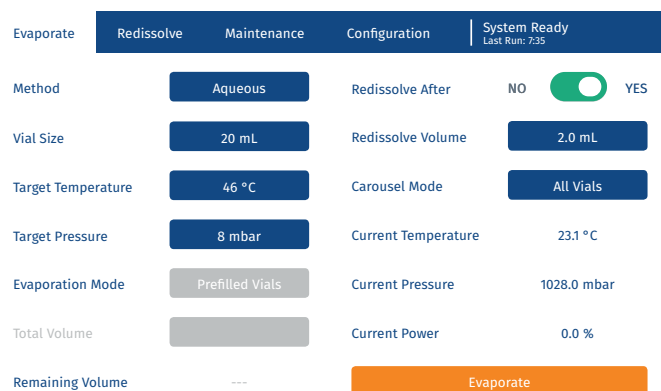 Evaporate Redissolve Maintenance Configuration System Ready
Last Run: 7:35
Method Aqueous Redissolve After NO YES
Vial Size 20 mL Redissolve Volume 2.0 mL
Target Temperature 46 °C Carousel Mode All Vials
Target Pressure 8 mbar Current Temperature 23.1 °C
Evaporation Mode Prefilled Vials Current Pressure 1028.0 mbar
Total Volume Current Power 0.0 %
Remaining Volume --- Evaporate